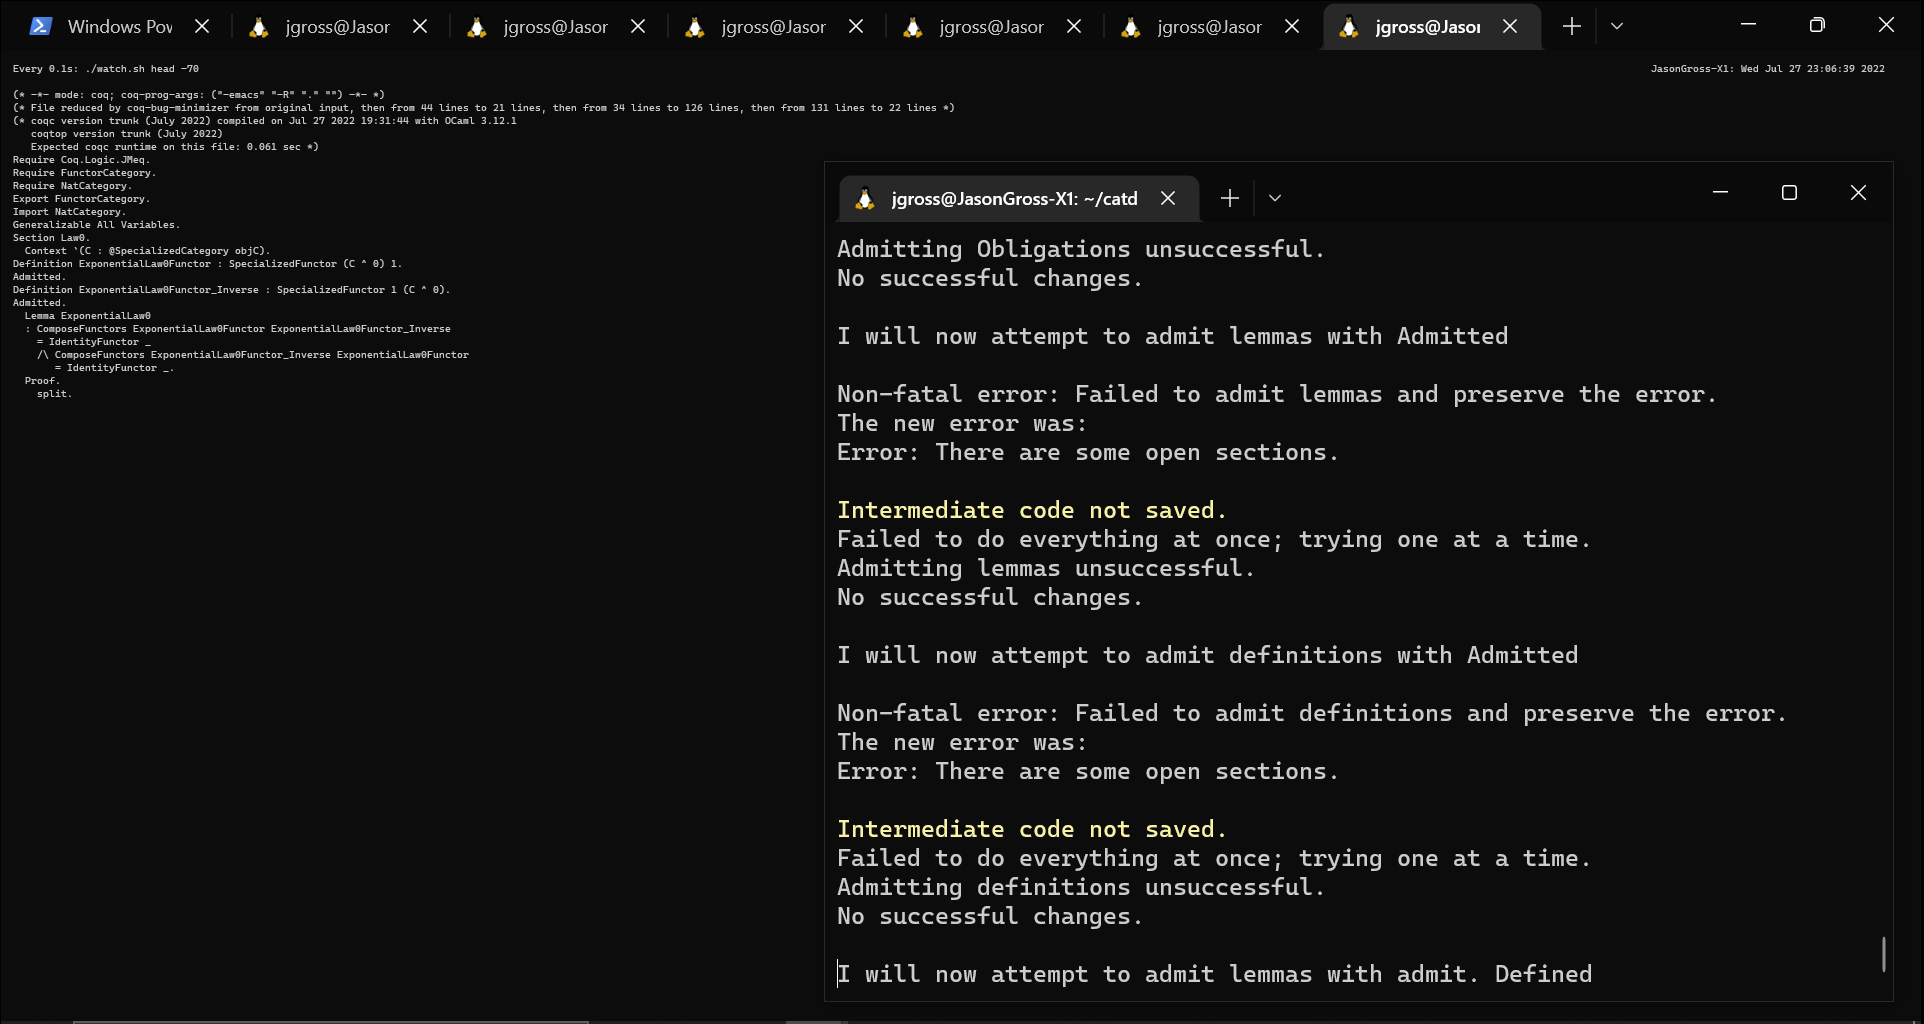 Windows Pow
jgross@Jasor
jgross@Jasor
jgross@Jasor
jgross@Jasor
jgross@Jasor
jgross@Jasor
Every 0.1s: ./watch.sh head -70
JasonGross-X1: Wed Jul 27 23:06:39 2022
(* -*- mode: coq; coq-prog-args: ("-emacs" "-R" "." "") -*- *)
(* File reduced by coq-bug-minimizer from original input, then from 44 lines to 21 lines, then from 34 lines to 126 lines, then from 131 lines to 22 lines *)
(* coqc version trunk (July 2022) compiled on Jul 27 2022 19:31:44 with OCaml 3.12.1
coqtop version trunk (July 2022)
Expected coqc runtime on this file: 0.061 sec *)
Require Coq.Logic.JMeq.
Require FunctorCategory.
Require NatCategory.
Export FunctorCategory.
Import NatCategory.
Generalizable All Variables.
Section Law0.
Context `(C : @SpecializedCategory objC).
Definition ExponentialLaw0Functor : SpecializedFunctor (C ^ 0) 1.
Admitted.
Definition ExponentialLaw0Functor_Inverse : SpecializedFunctor 1 (C ^ 0).
Admitted.
Lemma ExponentialLaw0
: ComposeFunctors ExponentialLaw0Functor ExponentialLaw0Functor_Inverse
= IdentityFunctor _
/\ ComposeFunctors ExponentialLaw0Functor_Inverse ExponentialLaw0Functor
= IdentityFunctor _.
Proof.
split.
jgross@JasonGross-X1: ~/catd
Admitting Obligations unsuccessful.
No successful changes.
I will now attempt to admit lemmas with Admitted
Non-fatal error: Failed to admit lemmas and preserve the error.
The new error was:
Error: There are some open sections.
Intermediate code not saved.
Failed to do everything at once; trying one at a time.
Admitting lemmas unsuccessful.
No successful changes.
I will now attempt to admit definitions with Admitted
Non-fatal error: Failed to admit definitions and preserve the error.
The new error was:
Error: There are some open sections.
Intermediate code not saved.
Failed to do everything at once; trying one at a time.
Admitting definitions unsuccessful.
No successful changes.
I will now attempt to admit lemmas with admit. Defined